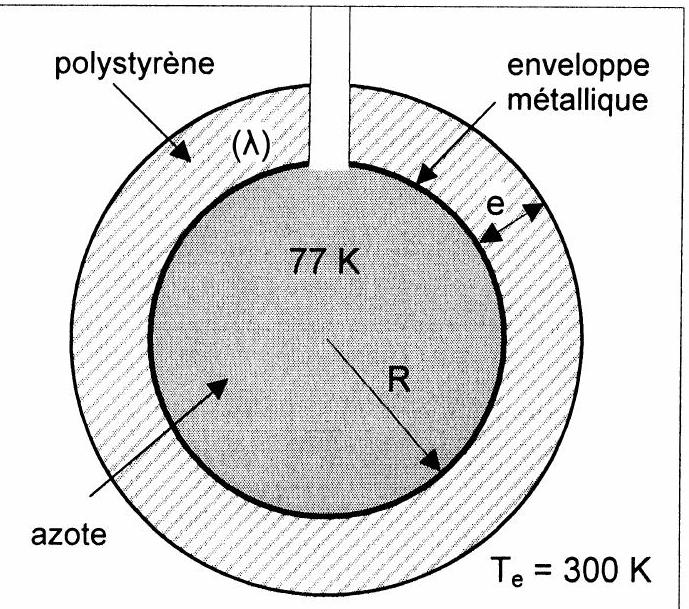 polystyrène
enveloppe
métallique
(λ)
e
77 K
R
azote
Tₑ = 300 K